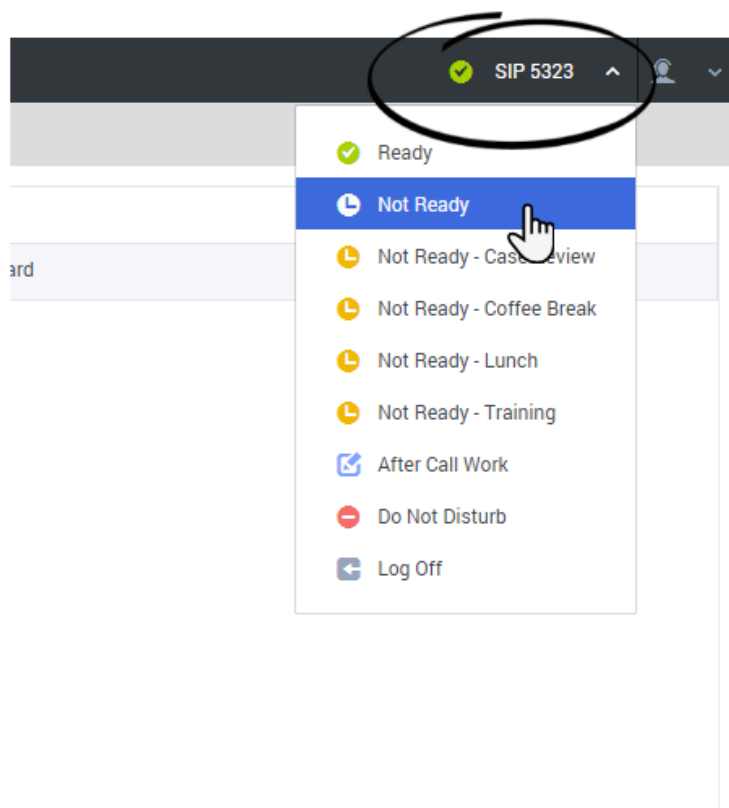 SIP 5323
Ready
Not Ready
ard
Not Ready - Case Review
Not Ready - Coffee Break
Not Ready - Lunch
Not Ready - Training
After Call Work
Do Not Disturb
Log Off